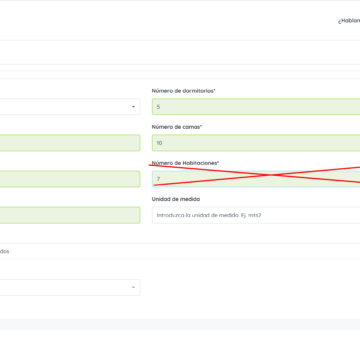 ¿Hablam
Número de dormitorios*
5
Número de camas*
10
Número de Habitaciones*
7
Unidad de medida
Introduzca la unidad de medida. Ej. mts2
dos